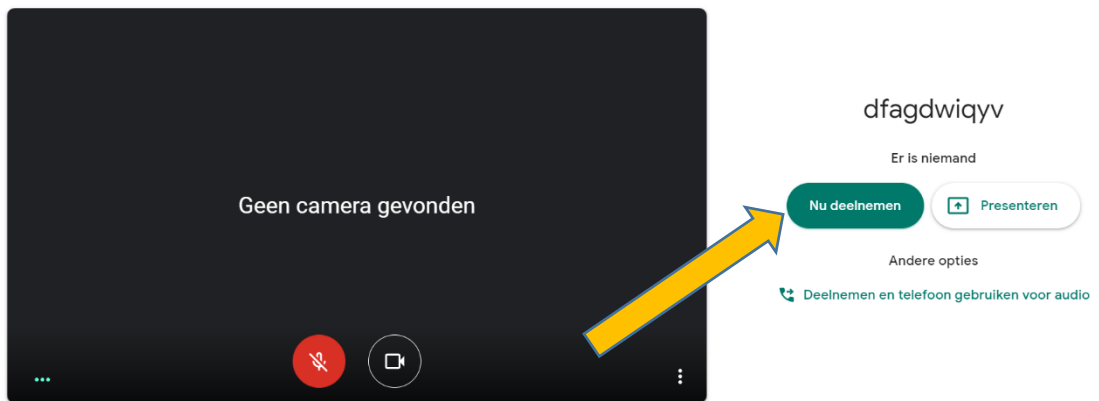 Geen camera gevonden
dfagdwiqyv
Er is niemand
Nu deelnemen
Presenteren
Andere opties
Deelnemen en telefoon gebruiken voor audio